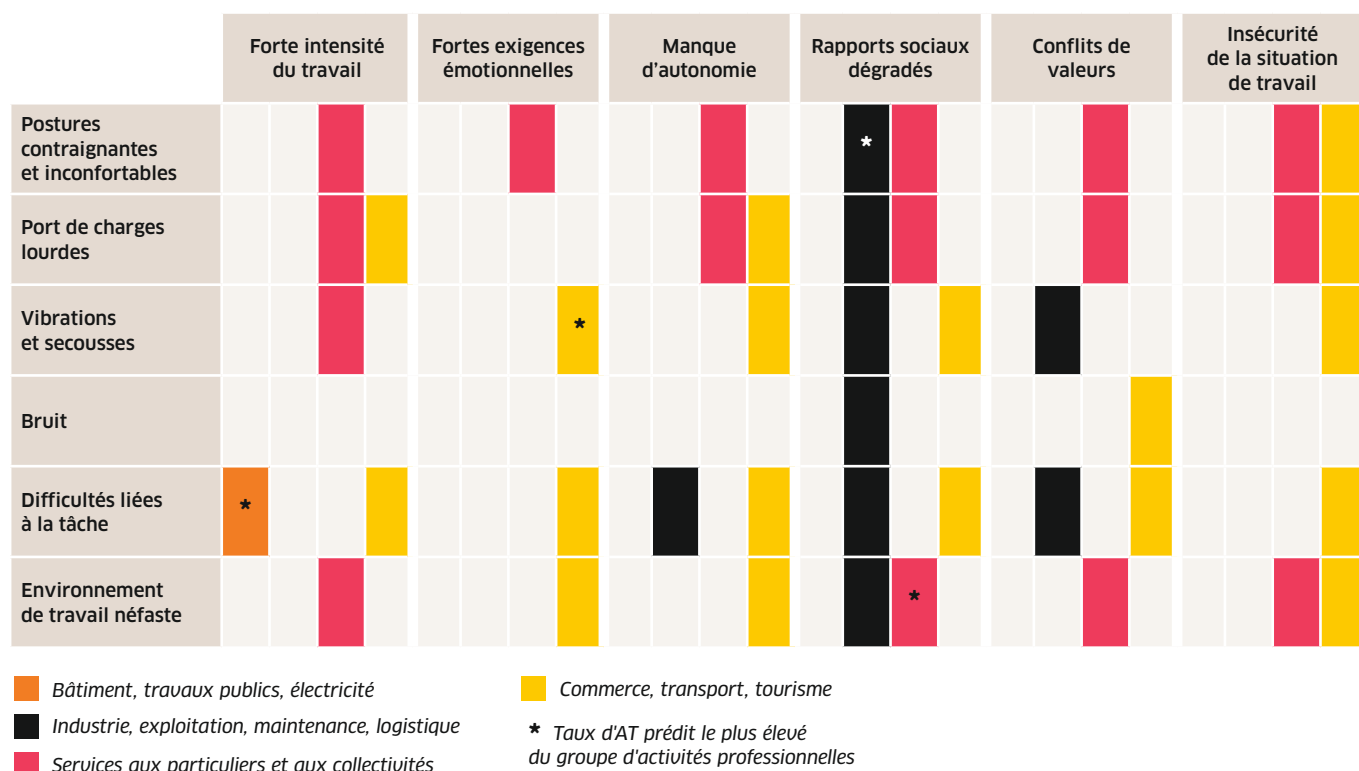 Forte intensité
du travail
Fortes exigences
émotionnelles
Manque
d'autonomie
Rapports sociaux
dégradés
Conflits de
valeurs
Insécurité
de la situation
de travail
Postures
contraignantes
et inconfortables
*
Port de charges
lourdes
Vibrations
et secousses
*
Bruit
Difficultés liées
à la tâche
*
Environnement
de travail néfaste
*
Bâtiment, travaux publics, électricité
Industrie, exploitation, maintenance, logistique
Services aux particuliers et aux collectivités
Commerce, transport, tourisme
* Taux d'AT prédit le plus élevé
du groupe d'activités professionnelles